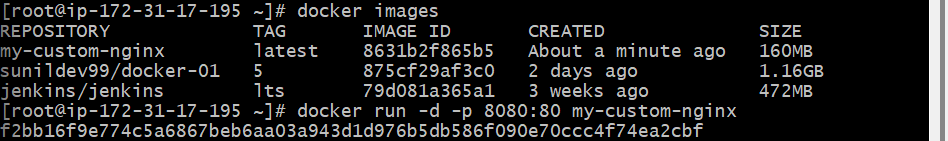 [root@ip-172-31-17-195 ~]# docker images
REPOSITORY TAG IMAGE ID CREATED SIZE
my-custom-nginx latest 8631b2f865b5 About a minute ago 160MB
sunildev99/docker-01 5 875cf29af3c0 2 days ago 1.16GB
jenkins/jenkins lts 79d081a365a1 3 weeks ago 472MB
[root@ip-172-31-17-195 ~]# docker run -d -p 8080:80 my-custom-nginx
f2bb16f9e774c5a6867beb6aa03a943d1d976b5db586f090e70ccc4f74ea2cbf